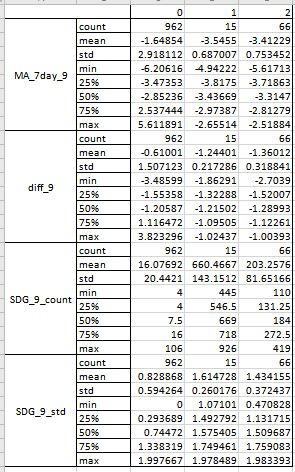 0 1 2
MA_7day_9 count 962 15 66
mean -1.64854 -3.5455 -3.41229
std 2.918112 0.687007 0.753452
min -6.20616 -4.94222 -5.61713
25% -3.47353 -3.8175 -3.71863
50% -2.85236 -3.43669 -3.3147
75% 2.537444 -2.97387 -2.81279
max 5.611891 -2.65514 -2.51884
diff_9 count 962 15 66
mean -0.61001 -1.24401 -1.36012
std 1.507123 0.217286 0.318841
min -3.48599 -1.86291 -2.7039
25% -1.55358 -1.32288 -1.52007
50% -1.20587 -1.21502 -1.28993
75% 1.116472 -1.09505 -1.12261
max 3.823296 -1.02437 -1.00393
SDG_9_count count 962 15 66
mean 16.07692 660.4667 203.2576
std 20.4421 143.1512 81.65166
min 4 445 110
25% 4 546.5 131.25
50% 7.5 669 184
75% 16 718 272.5
max 106 926 419
SDG_9_std count 962 15 66
mean 0.828868 1.614728 1.434155
std 0.594264 0.260176 0.372437
min 0 1.07101 0.470828
25% 0.293689 1.492792 1.131715
50% 0.74472 1.575405 1.509687
75% 1.338319 1.749461 1.759083
max 1.997667 1.978489 1.983393